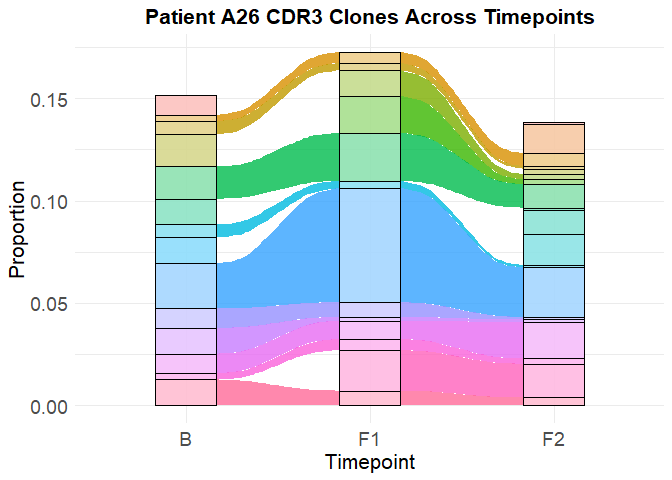 Patient A26 CDR3 Clones Across Timepoints
Proportion
0.15
0.10
0.05
0.00
B F1 F2
Timepoint